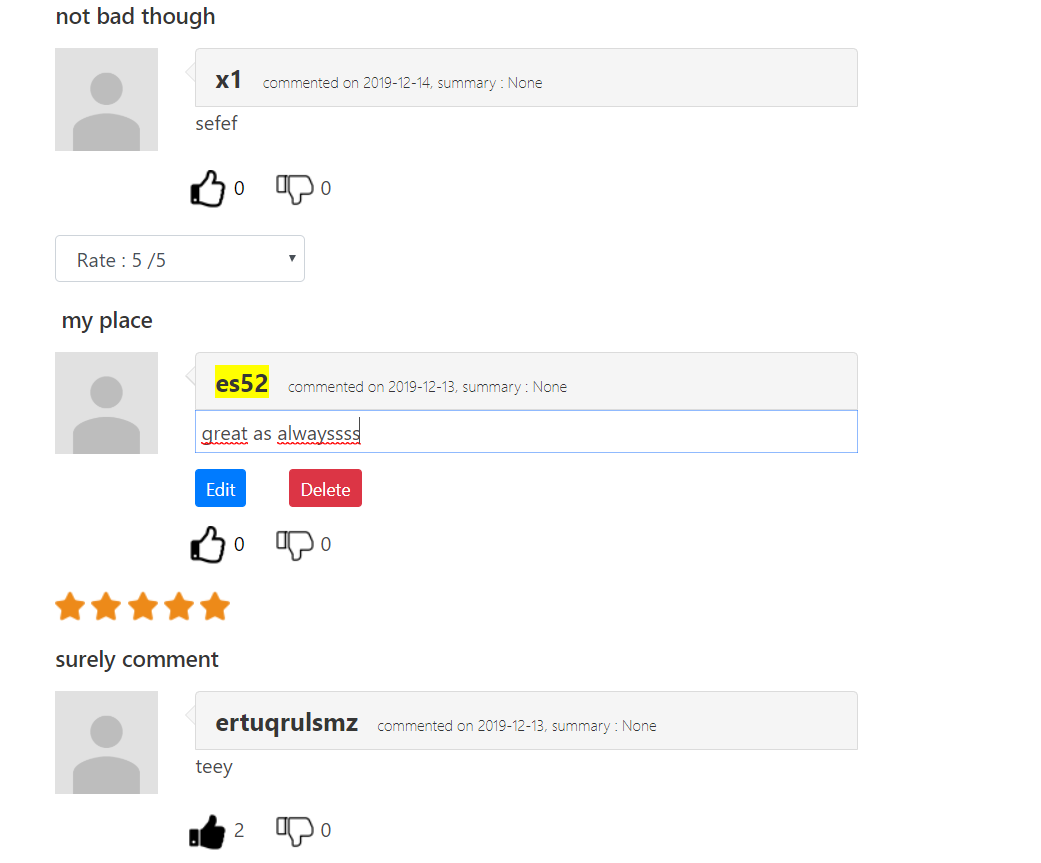 not bad though
x1 commented on 2019-12-14, summary : None
sefef
0 0
Rate : 5 /5
my place
es52 commented on 2019-12-13, summary : None
great as alwayssss
Edit Delete
0 0
surely comment
ertuqrulsmz commented on 2019-12-13, summary : None
teey
2 0